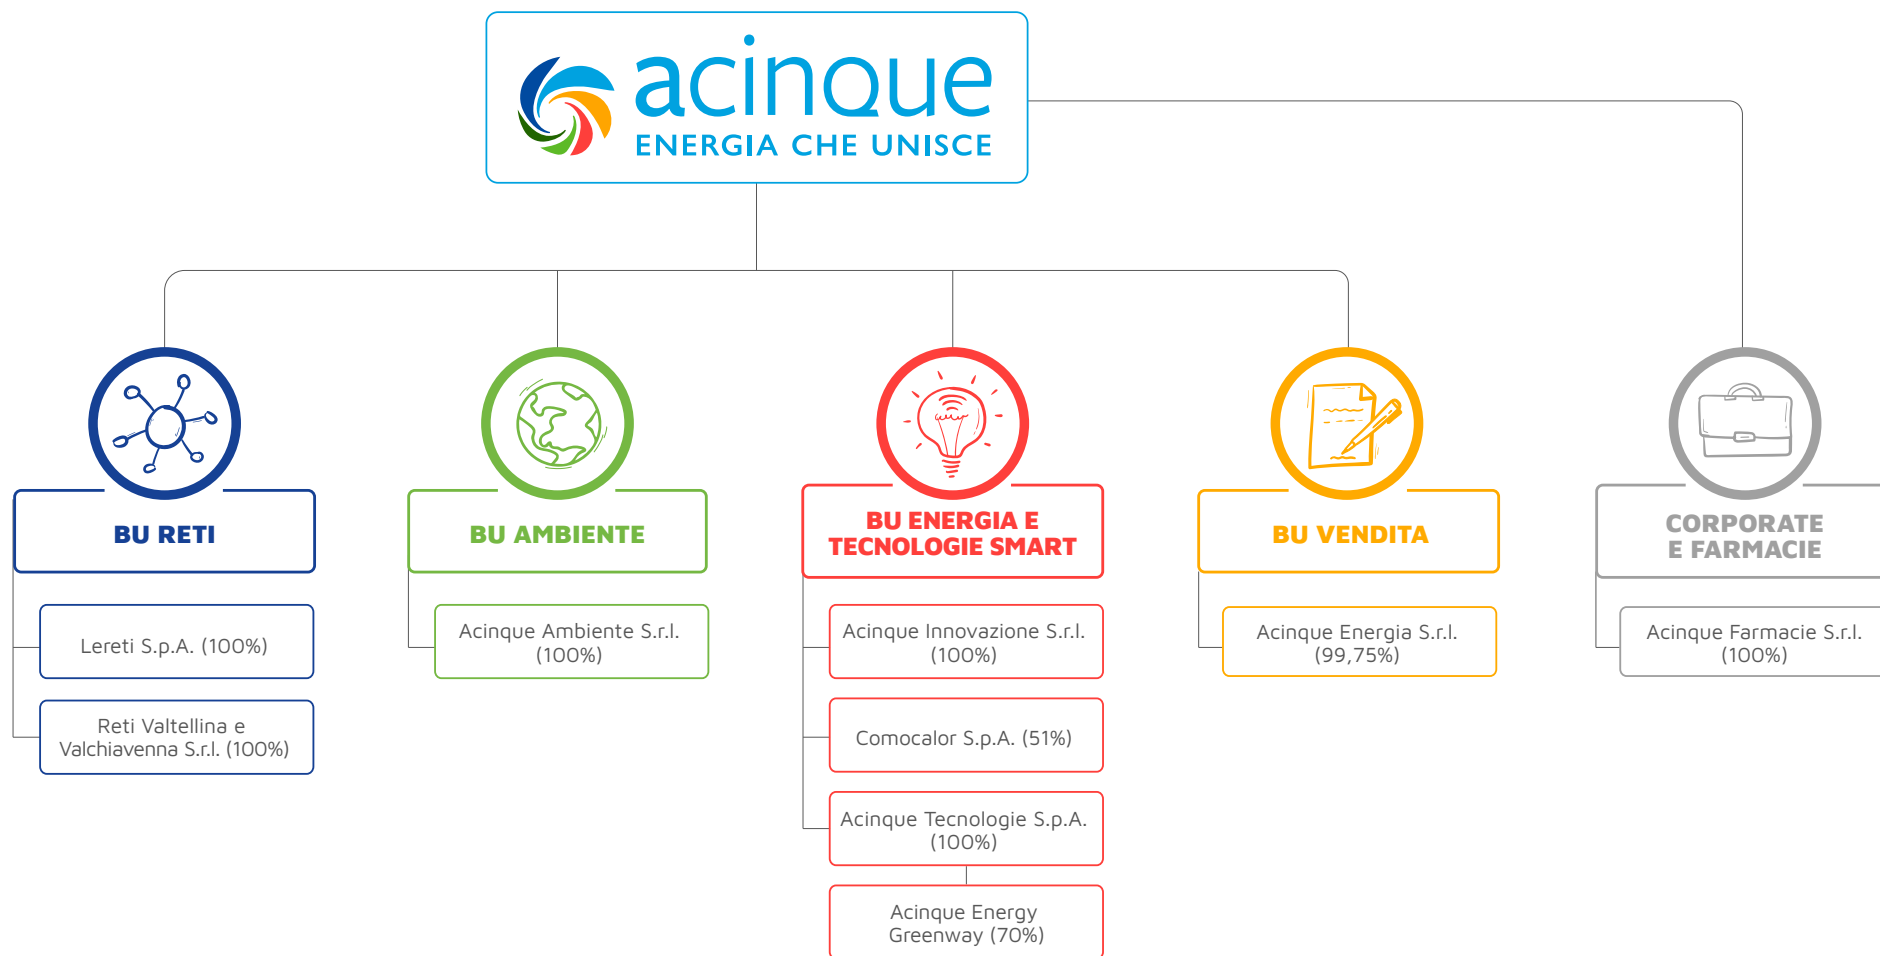 acinque
ENERGIA CHE UNISCE
BU RETI
Lereti S.p.A. (100%)
Reti Valtellina e
Valchiavenna S.r.l. (100%)
BU AMBIENTE
Acinque Ambiente S.r.l.
(100%)
BU ENERGIA E
TECNOLOGIE SMART
Acinque Innovazione S.r.l.
(100%)
Comocalor S.p.A. (51%)
Acinque Tecnologie S.p.A.
(100%)
Acinque Energy
Greenway (70%)
BU VENDITA
Acinque Energia S.r.l.
(99,75%)
CORPORATE
E FARMACIE
Acinque Farmacie S.r.l.
(100%)